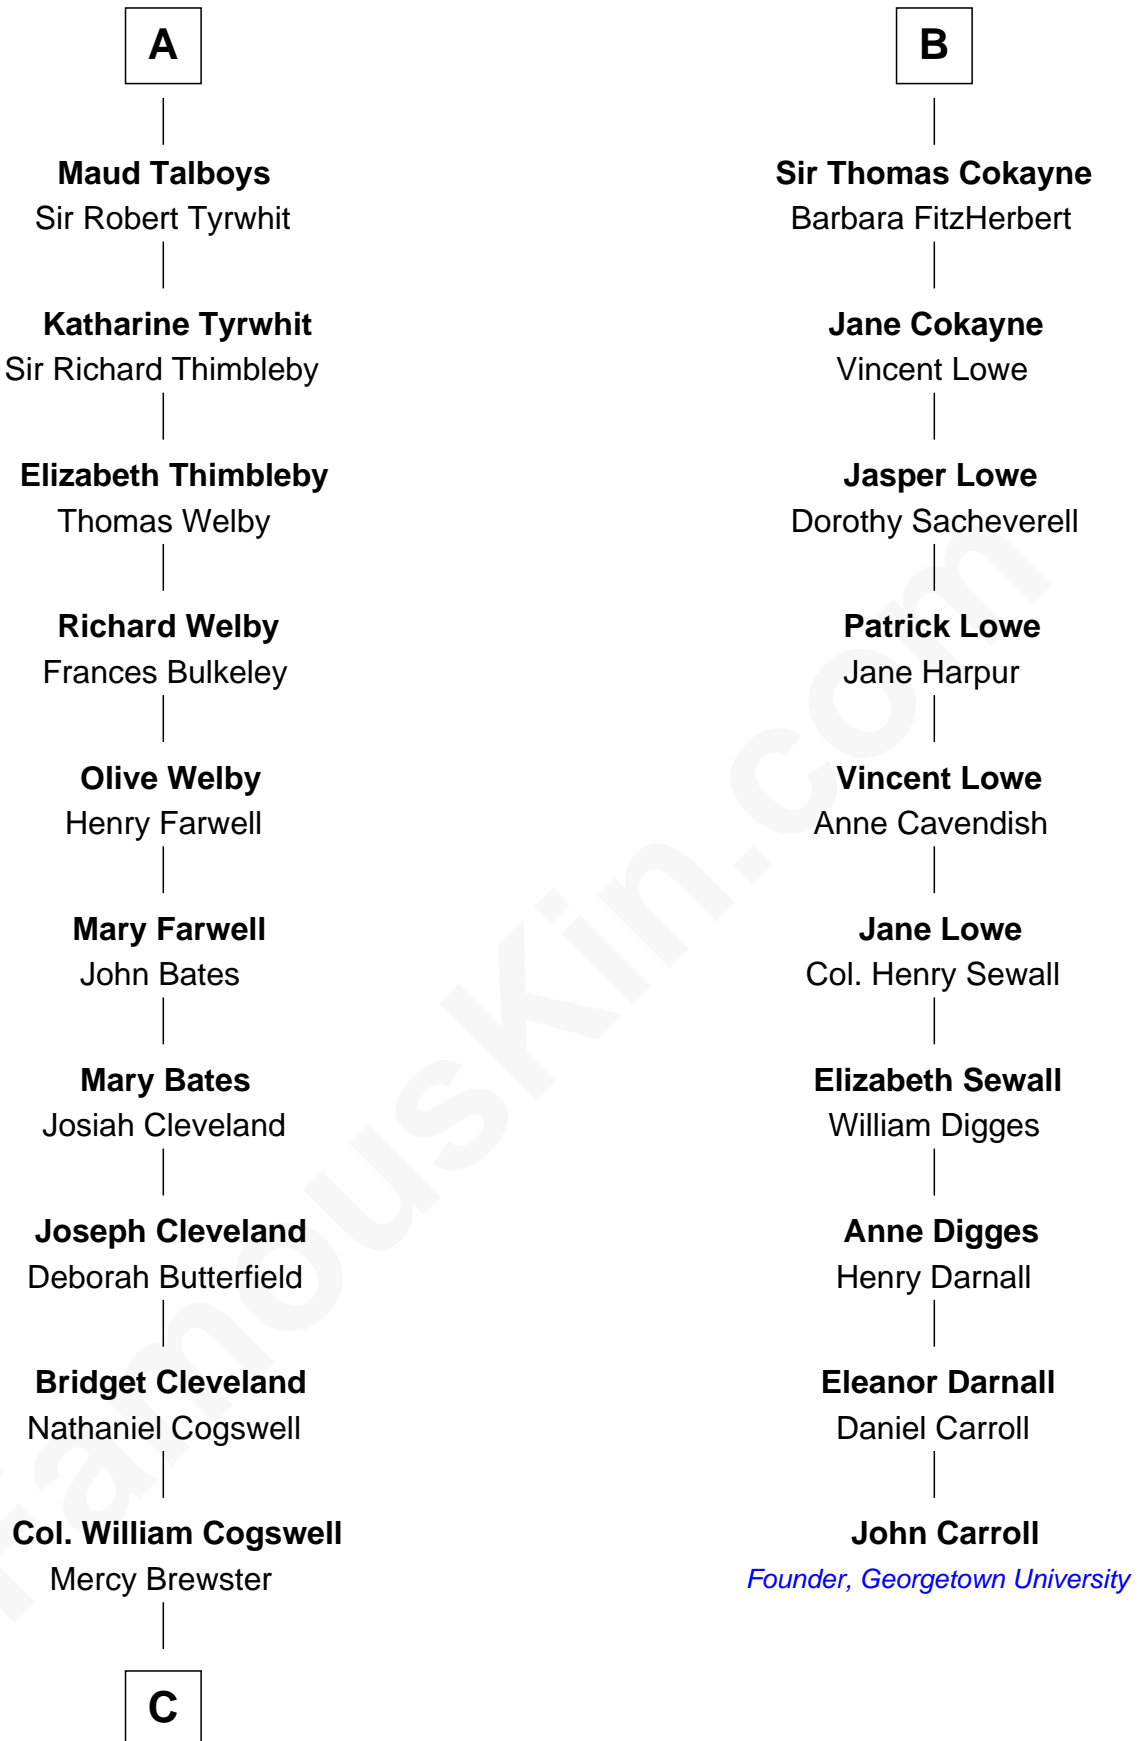 A
Maud Talboys
Sir Robert Tyrwhit
Katharine Tyrwhit
Sir Richard Thimbleby
Elizabeth Thimbleby
Thomas Welby
Richard Welby
Frances Bulkeley
Olive Welby
Henry Farwell
Mary Farwell
John Bates
Mary Bates
Josiah Cleveland
Joseph Cleveland
Deborah Butterfield
Bridget Cleveland
Nathaniel Cogswell
Col. William Cogswell
Mercy Brewster
C
B
Sir Thomas Cokayne
Barbara FitzHerbert
Jane Cokayne
Vincent Lowe
Jasper Lowe
Dorothy Sacheverell
Patrick Lowe
Jane Harpur
Vincent Lowe
Anne Cavendish
Jane Lowe
Col. Henry Sewall
Elizabeth Sewall
William Digges
Anne Digges
Henry Darnall
Eleanor Darnall
Daniel Carroll
John Carroll
Founder, Georgetown University
FamousKin.com